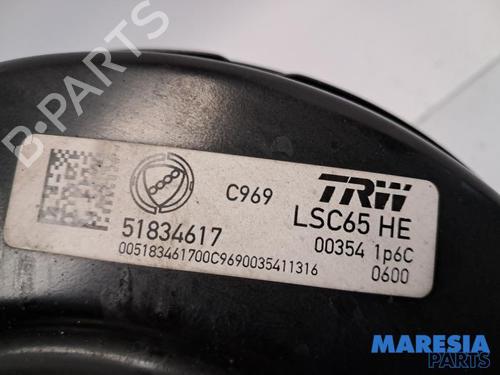 B-PARTS
C969
TRW
51834617
LSC65 HE
00354 1p6C
005183461700C9690035411316
0600
MARESIA
PARTS